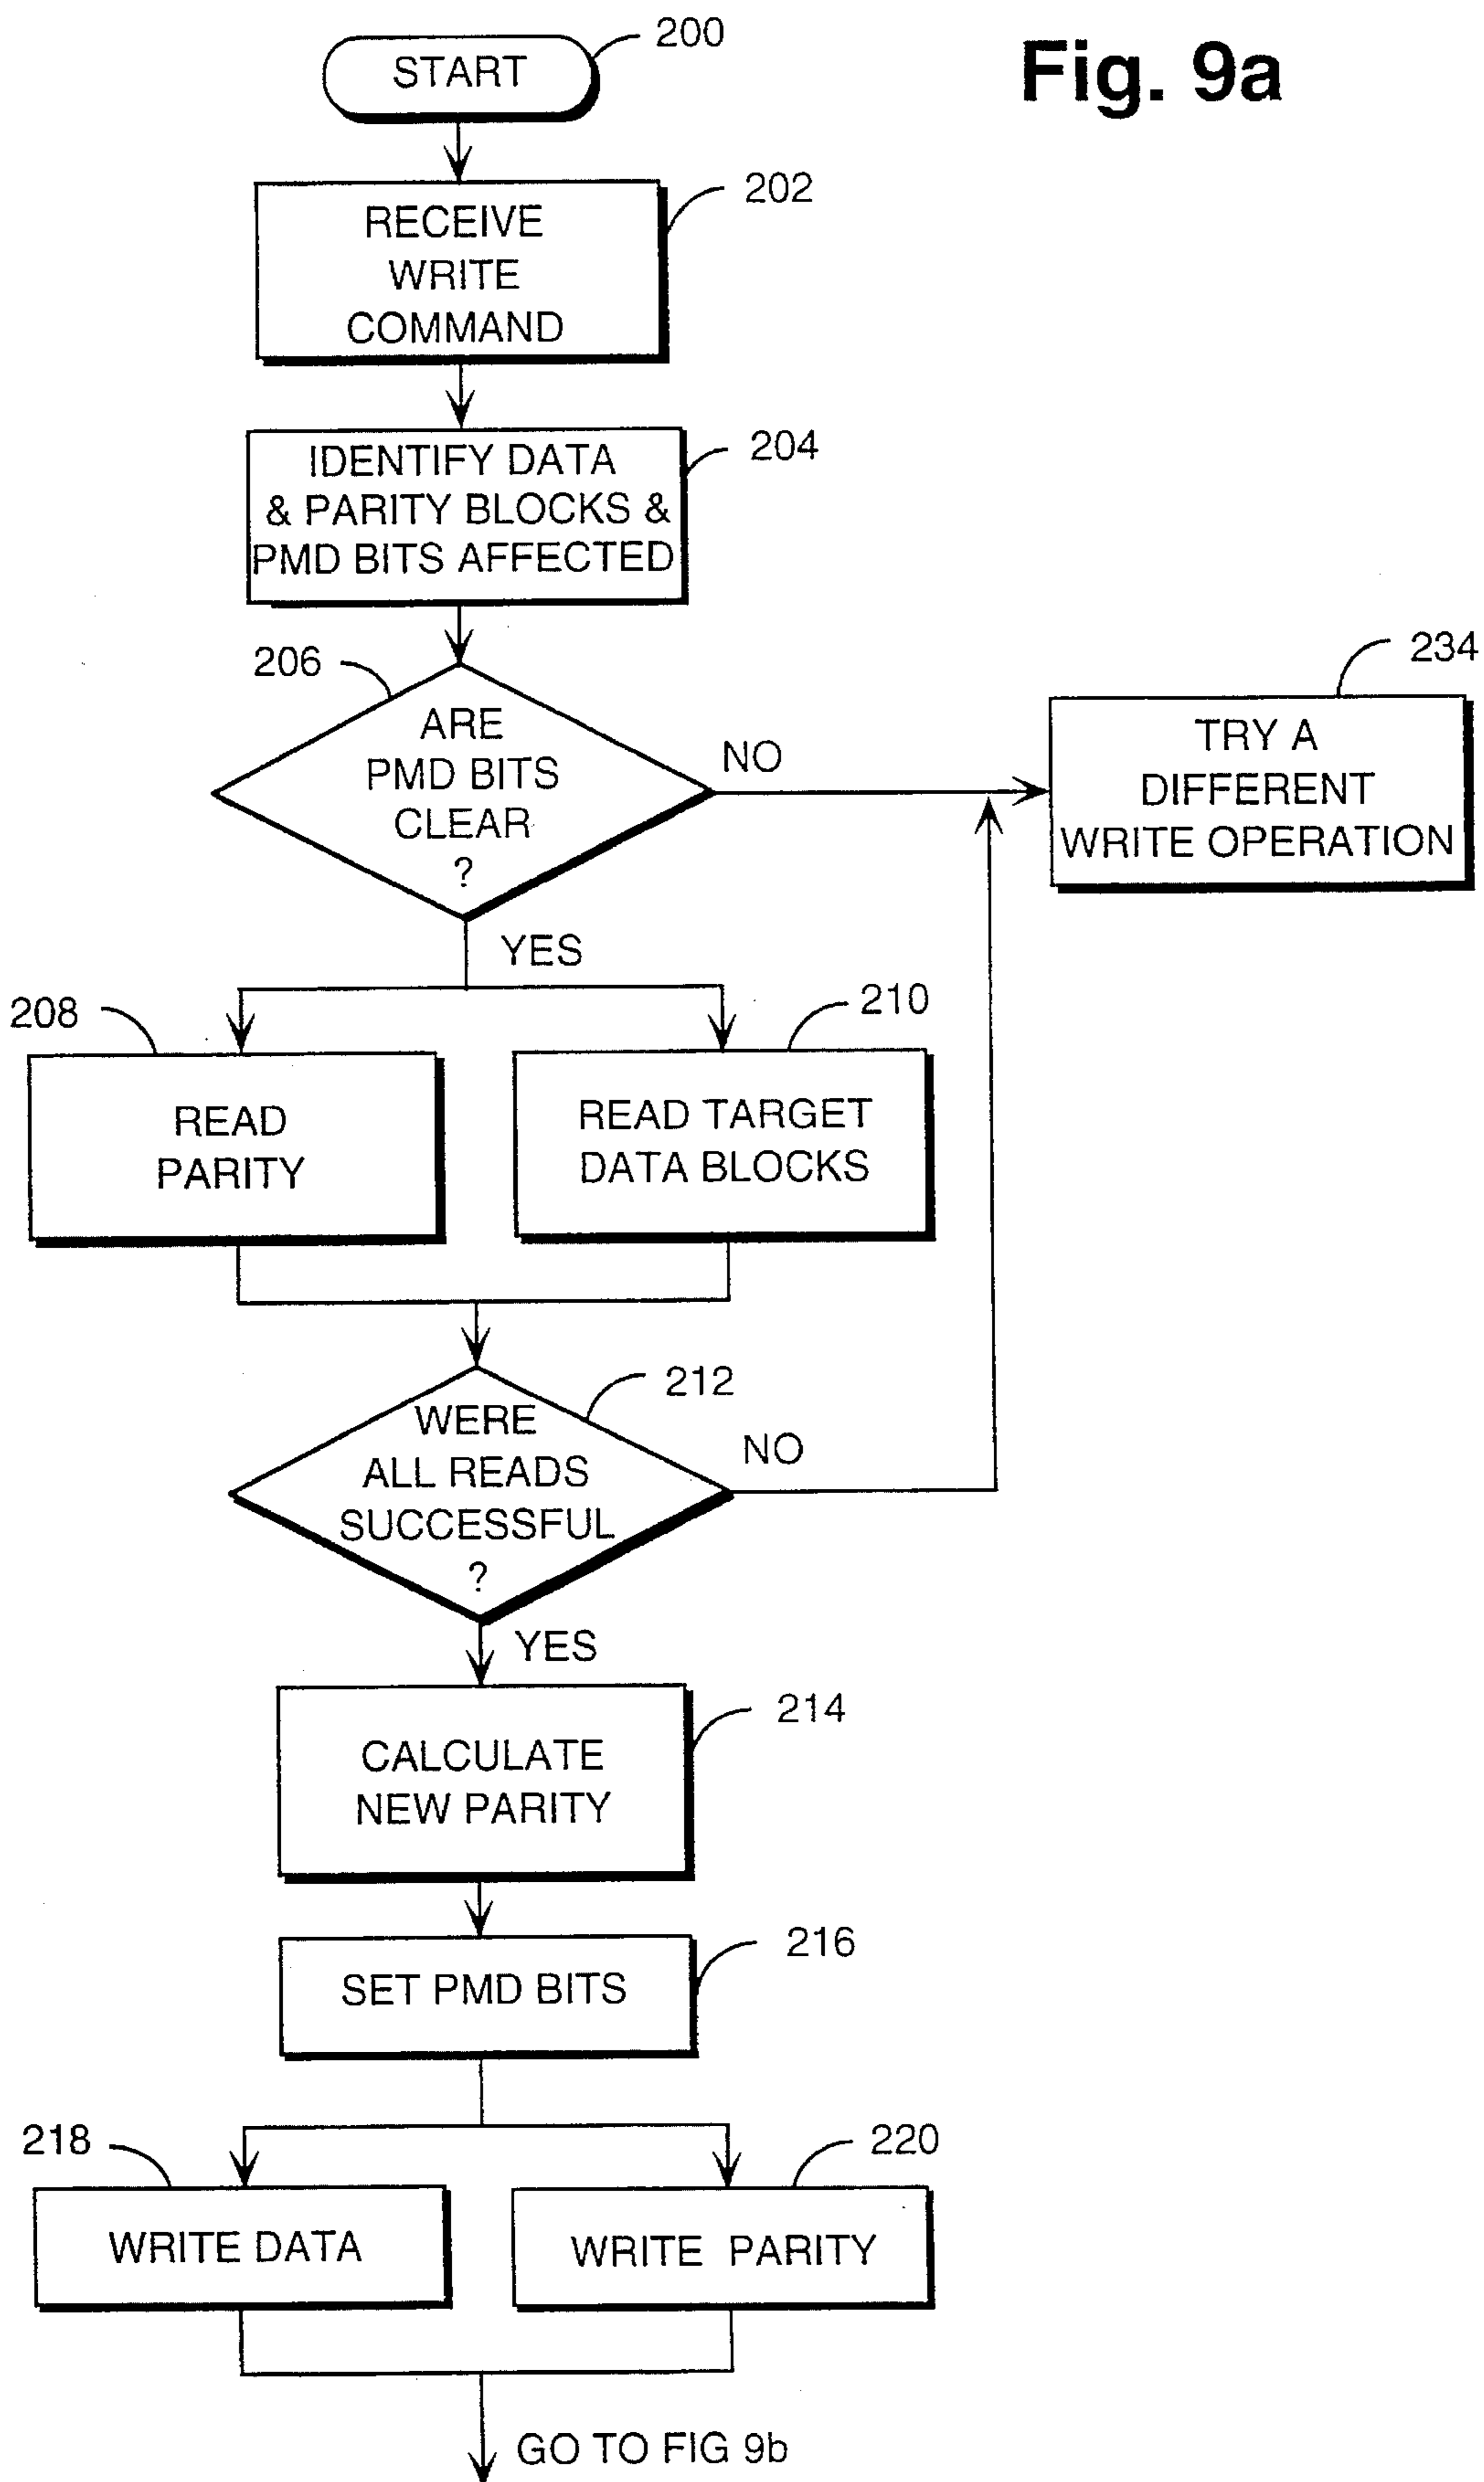 Fig. 9a
200
START
202
RECEIVE
WRITE
COMMAND
204
IDENTIFY DATA
& PARITY BLOCKS &
PMD BITS AFFECTED
206
ARE
PMD BITS
CLEAR
?
NO
234
TRY A
DIFFERENT
WRITE OPERATION
YES
208
READ
PARITY
210
READ TARGET
DATA BLOCKS
212
WERE
ALL READS
SUCCESSFUL
?
NO
YES
214
CALCULATE
NEW PARITY
216
SET PMD BITS
218
WRITE DATA
220
WRITE PARITY
GO TO FIG 9b